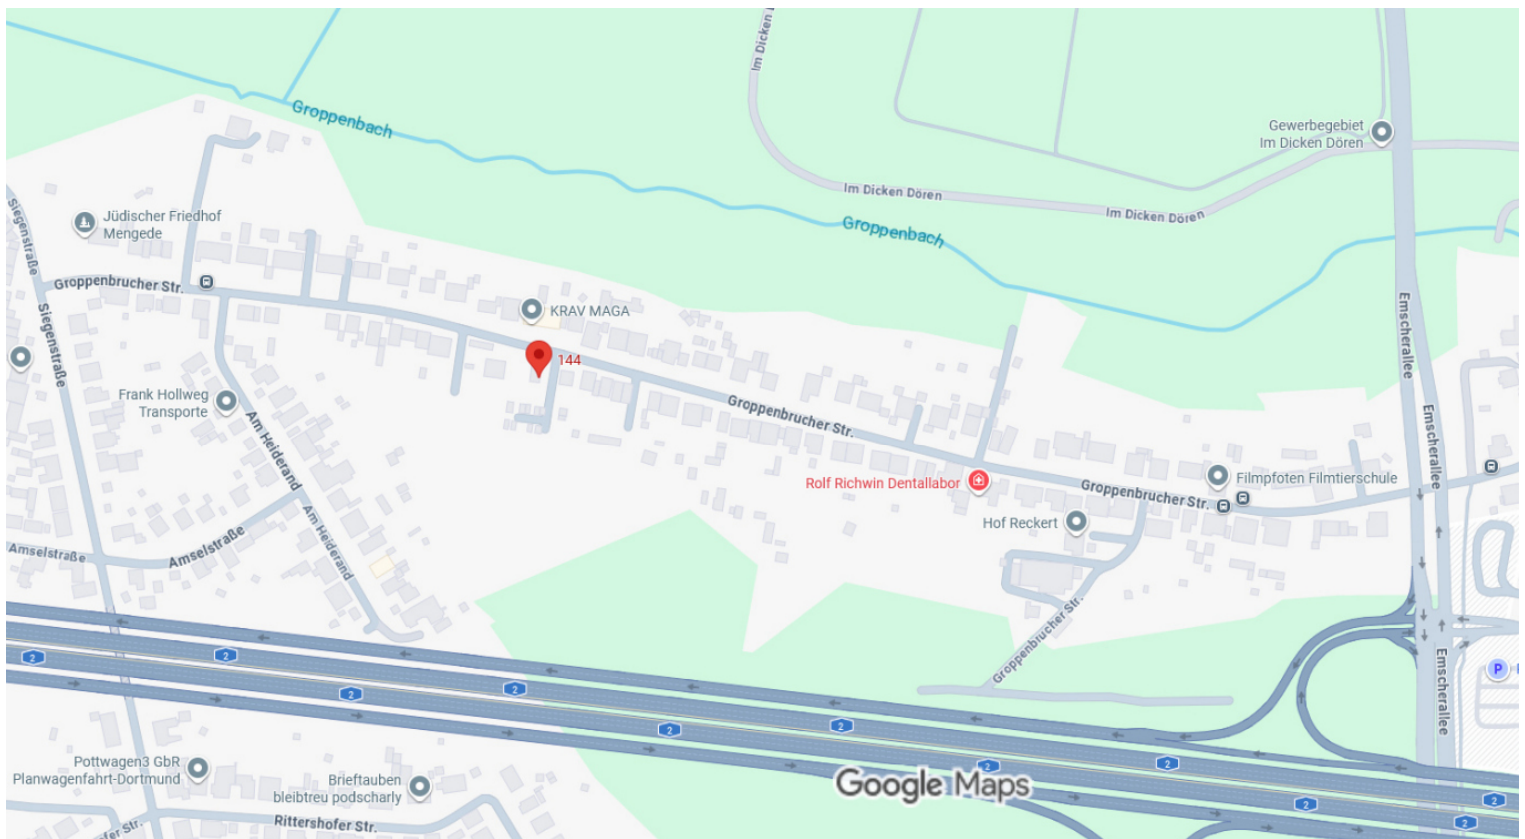 Im Dicken D
Groppenbach
Gewerbegebiet
Im Dicken Dören
Im Dicken Dören
Im Dicken Dören
Groppenbach
Siegenstraße
Jüdischer Friedhof
Mengede
Groppenbrucher Str.
Siegenstraße
KRAV MAGA
144
Emscherallee
Emscherallee
Frank Hollweg
Transporte
Am Heiderand
Groppenbrucher Str.
Rolf Richwin Dentallabor
Groppenbrucher Str.
Filmpfoten Filmtierschule
Hof Reckert
Am Heiderand
Amselstraße
Amselstraße
Groppenbrucher Str.
Emscherallee
P
2
2
2
2
2
2
2
2
2
2
2
Pottwagen3 GbR
Planwagenfahrt-Dortmund
Brieftauben
bleibtreu podscharly
Google Maps
Rittershofer Str.
ofer Str.